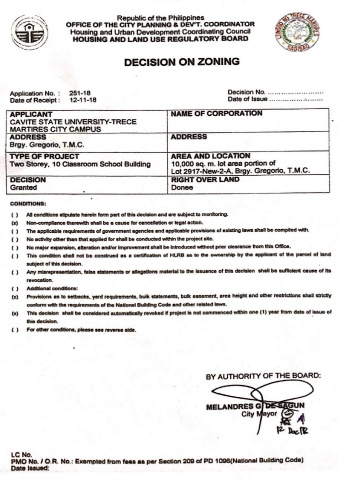 Republic of the Philippines
OFFICE OF THE CITY PLANNING & DEV'T. COORDINATOR
Housing and Urban Development Coordinating Council
HOUSING AND LAND USE REGULATORY BOARD
DECISION ON ZONING
Application No. : 251-18
Decision No. ........................
Date of Receipt : 12-11-18
Date of Issue ........................
APPLICANT
NAME OF CORPORATION
CAVITE STATE UNIVERSITY-TRECE
MARTIRES CITY CAMPUS
ADDRESS
ADDRESS
Brgy. Gregorio, T.M.C.
TYPE OF PROJECT
AREA AND LOCATION
Two Storey, 10 Classroom School Building
10,000 sq. m. lot area portion of
Lot 2917-New-2-A, Brgy. Gregorio, T.M.C.
DECISION
RIGHT OVER LAND
Granted
Donee
CONDITIONS:
( ) All conditions stipulate herein form part of this decision and are subject to monitoring.
(x) Non-compliance therewith shall be a cause for cancellation or legal action.
( ) The applicable requirements of government agencies and applicable provisions of existing laws shall be complied with.
( ) No activity other than that applied for shall be conducted within the project site.
( ) No major expansion, alteration and/or improvement shall be introduced without prior clearance from this Office.
( ) This condition shall not be construed as a certification of HLRB as to the ownership by the applicant of the parcel of land
subject of this decision.
( ) Any misrepresentation, false statements or allegations material to the issuance of this decision shall be sufficient cause of its
revocation.
( ) Additional conditions:
(x) Provisions as to setbacks, yard requirements, bulk statements, bulk easement, area height and other restrictions shall strictly
conform with the requirements of the National Building Code and other related laws.
(x) This decision shall be considered automatically revoked if project is not commenced within one (1) year from date of issue of
this decision.
( ) For other conditions, please see reverse side.
BY AUTHORITY OF THE BOARD:
MELANDRES G. DE SAGUN
City Mayor
12 Dec 18
LC No.
PMO No. / O.R. No.: Exempted from fees as per Section 209 of PD 1096(National Building Code)
Date Issued: